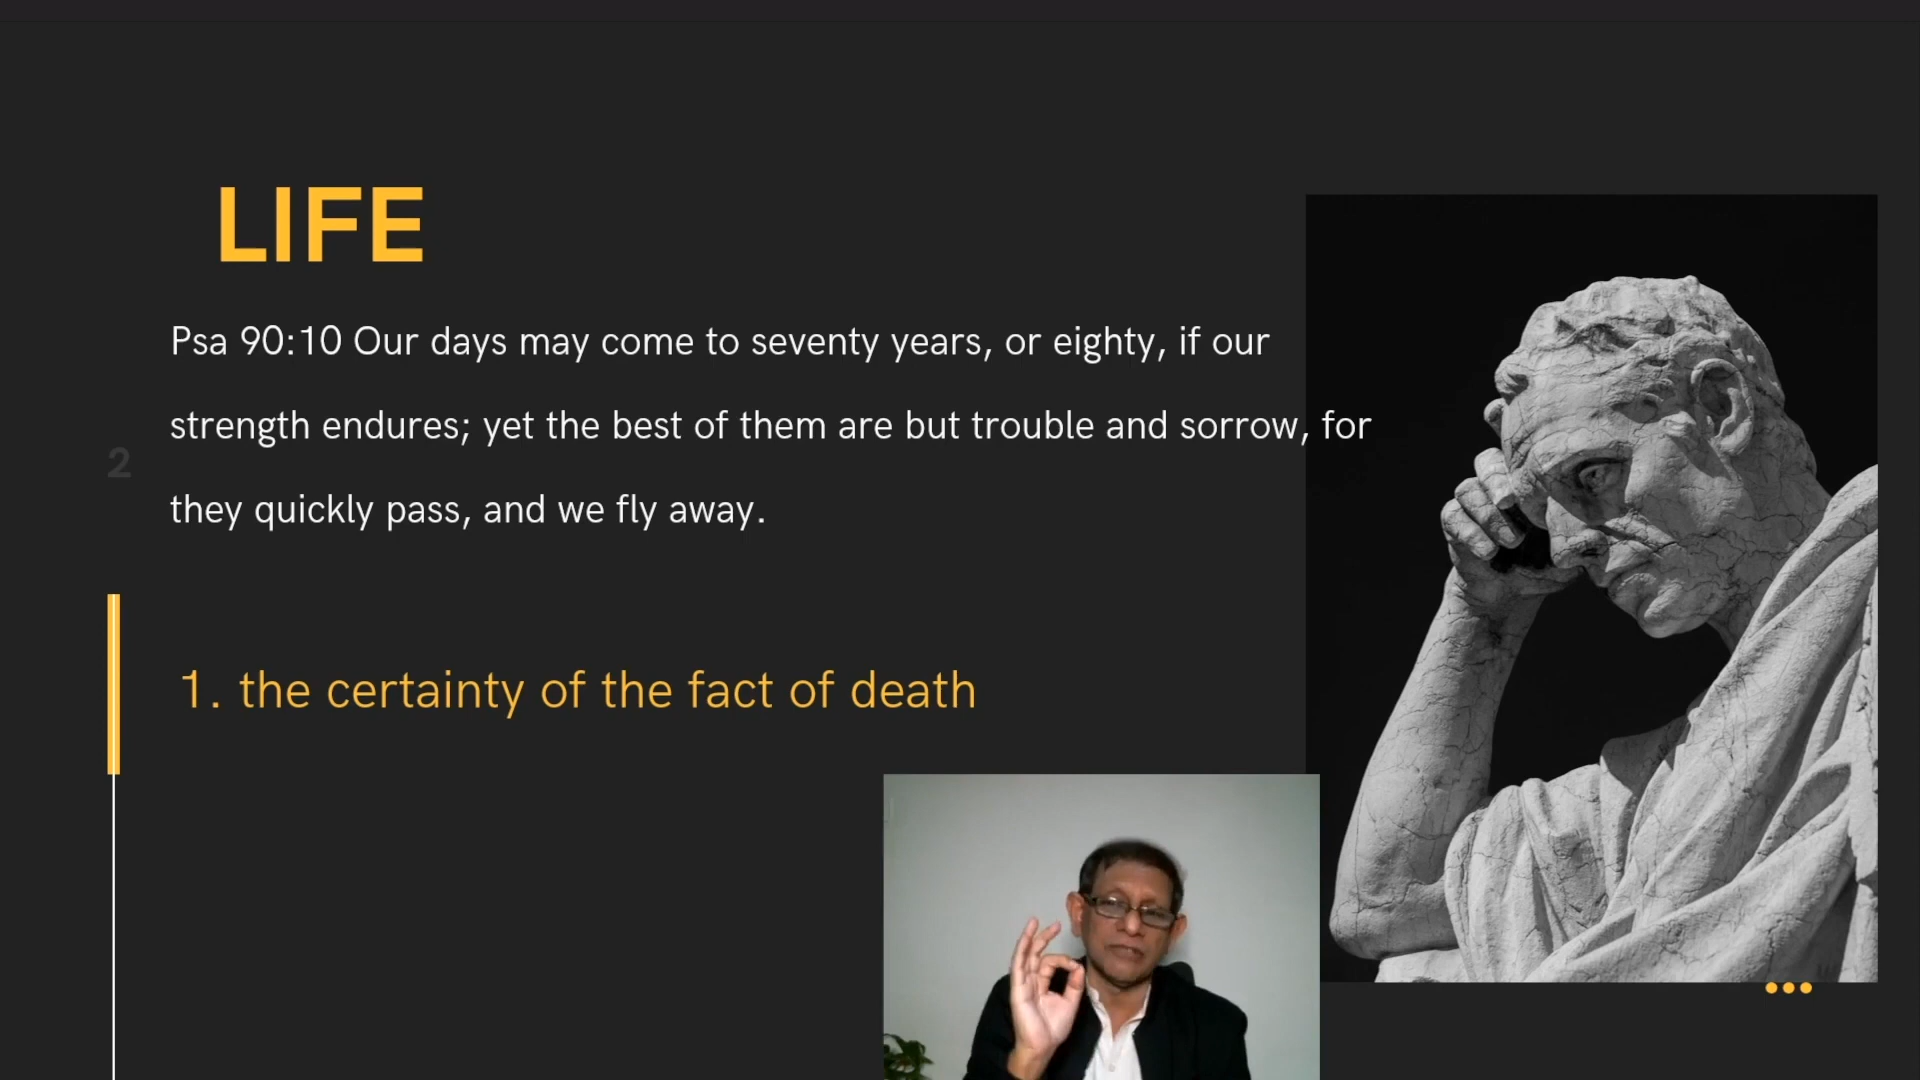 LIFE
Psa 90:10 Our days may come to seventy years, or eighty, if our
strength endures; yet the best of them are but trouble and sorrow, for
they quickly pass, and we fly away.
2
1. the certainty of the fact of death